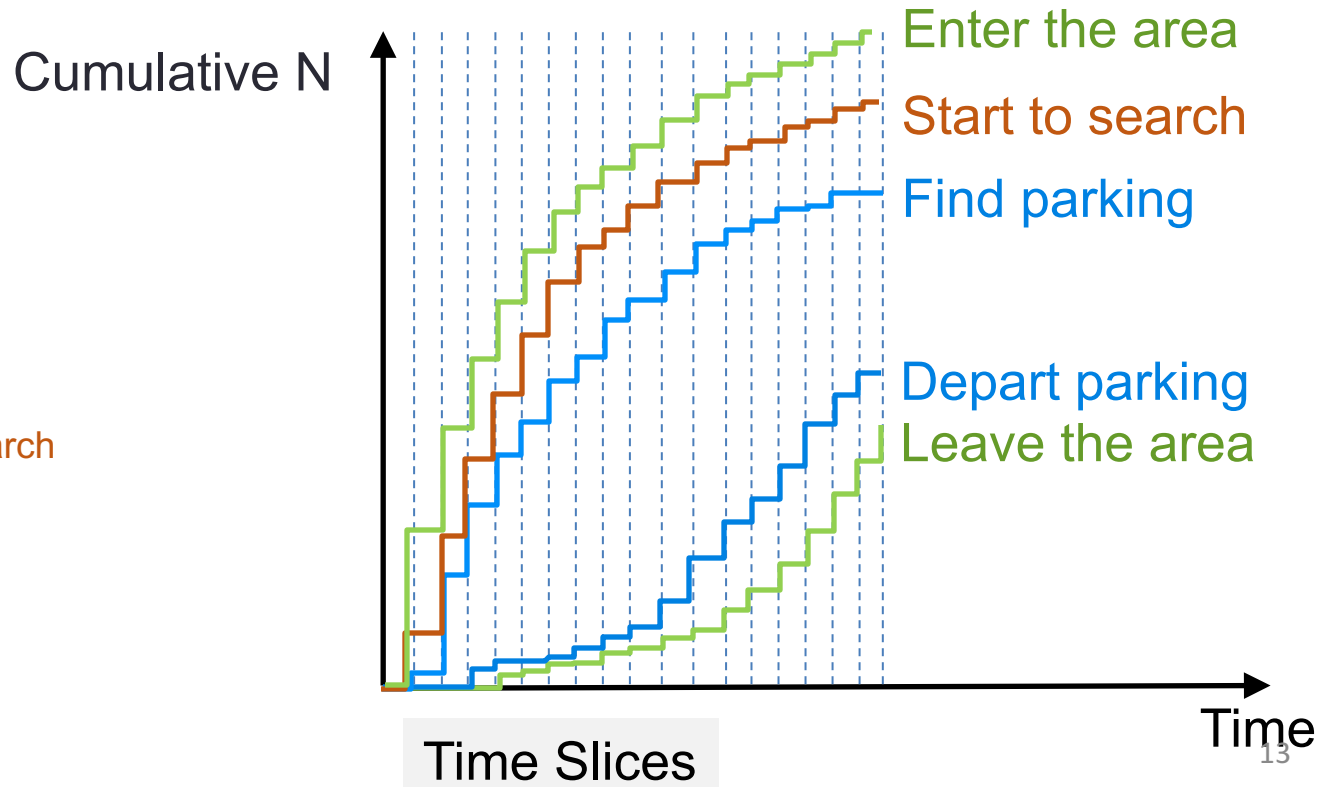 Enter the area
Cumulative N
Start to search
Find parking
Depart parking
arch
Leave the area
Time
13
Time Slices